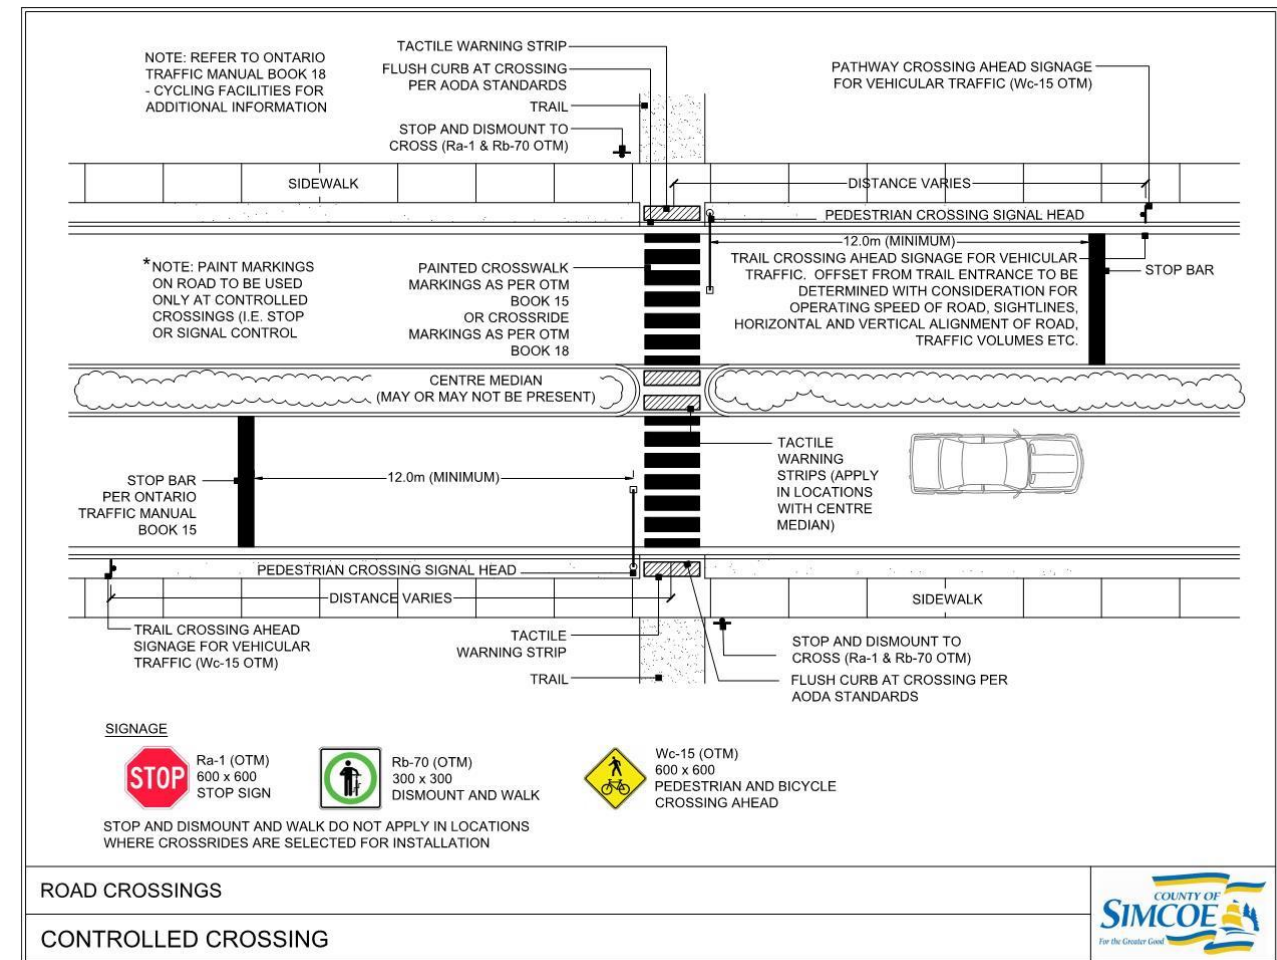 NOTE: REFER TO ONTARIO
TRAFFIC MANUAL BOOK 18
- CYCLING FACILITIES FOR
ADDITIONAL INFORMATION
TACTILE WARNING STRIP
FLUSH CURB AT CROSSING
PER AODA STANDARDS
TRAIL
STOP AND DISMOUNT TO
CROSS (Ra-1 & Rb-70 OTM)
PATHWAY CROSSING AHEAD SIGNAGE
FOR VEHICULAR TRAFFIC (Wc-15 OTM)
SIDEWALK
DISTANCE VARIES
PEDESTRIAN CROSSING SIGNAL HEAD
12.0m (MINIMUM)
*NOTE: PAINT MARKINGS
ON ROAD TO BE USED
ONLY AT CONTROLLED
CROSSINGS (I.E. STOP
OR SIGNAL CONTROL
PAINTED CROSSWALK
MARKINGS AS PER OTM
BOOK 15
OR CROSSRIDE
MARKINGS AS PER OTM
BOOK 18
TRAIL CROSSING AHEAD SIGNAGE FOR VEHICULAR
TRAFFIC. OFFSET FROM TRAIL ENTRANCE TO BE
DETERMINED WITH CONSIDERATION FOR
OPERATING SPEED OF ROAD, SIGHTLINES,
HORIZONTAL AND VERTICAL ALIGNMENT OF ROAD,
TRAFFIC VOLUMES ETC.
STOP BAR
CENTRE MEDIAN
(MAY OR MAY NOT BE PRESENT)
STOP BAR
PER ONTARIO
TRAFFIC MANUAL
BOOK 15
12.0m (MINIMUM)
TACTILE
WARNING
STRIPS (APPLY
IN LOCATIONS
WITH CENTRE
MEDIAN)
PEDESTRIAN CROSSING SIGNAL HEAD
DISTANCE VARIES
SIDEWALK
TRAIL CROSSING AHEAD
SIGNAGE FOR VEHICULAR
TRAFFIC (Wc-15 OTM)
TACTILE
WARNING STRIP
TRAIL
STOP AND DISMOUNT TO
CROSS (Ra-1 & Rb-70 OTM)
FLUSH CURB AT CROSSING PER
AODA STANDARDS
SIGNAGE
STOP
Ra-1 (OTM)
600 x 600
STOP SIGN
Rb-70 (OTM)
300 x 300
DISMOUNT AND WALK
Wc-15 (OTM)
600 x 600
PEDESTRIAN AND BICYCLE
CROSSING AHEAD
STOP AND DISMOUNT AND WALK DO NOT APPLY IN LOCATIONS
WHERE CROSSRIDES ARE SELECTED FOR INSTALLATION
ROAD CROSSINGS
CONTROLLED CROSSING
COUNTY OF
SIMCOE
For the Greater Good